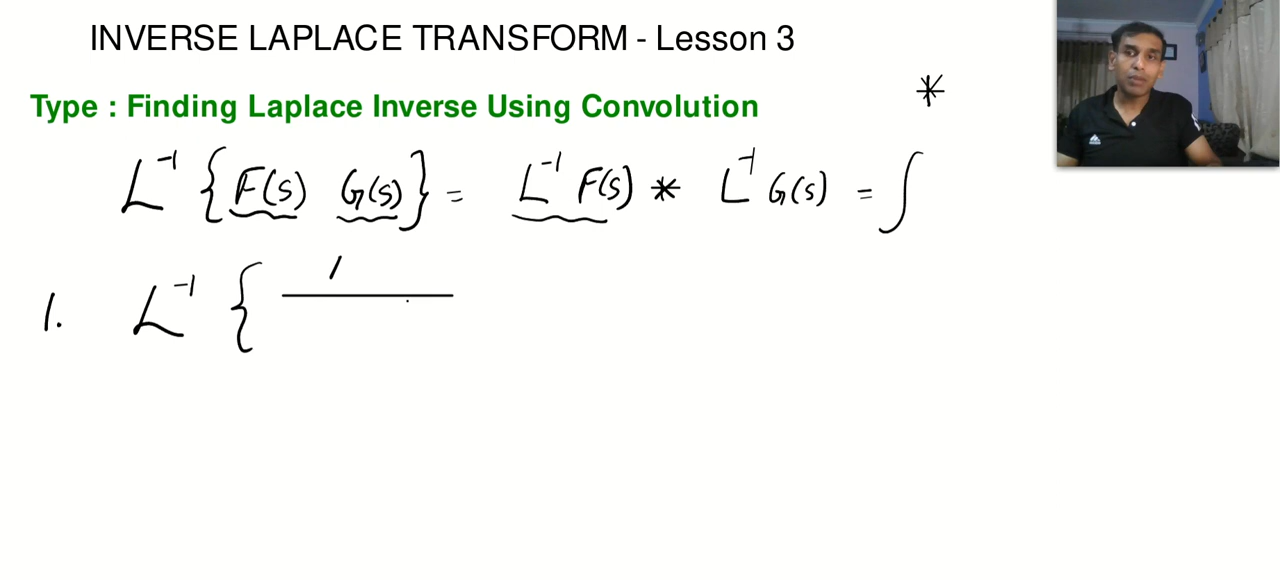 INVERSE LAPLACE TRANSFORM - Lesson 3
Type : Finding Laplace Inverse Using Convolution
*
L⁻¹ {F(s) G(s)} = L⁻¹ F(s) * L⁻¹ G(s) = ∫
1. L⁻¹ { 1